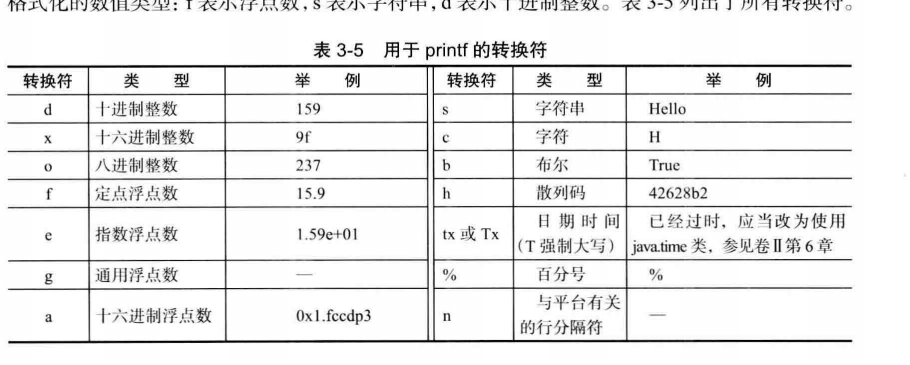 格式化的数值类型：f 表示浮点数，s 表示字符串，d 表示十进制整数。表 3-5 列出了所有转换符。
表 3-5 用于 printf 的转换符
转换符 类 型 举 例 转换符 类 型 举 例
d 十进制整数 159 s 字符串 Hello
x 十六进制整数 9f c 字符 H
o 八进制整数 237 b 布尔 True
f 定点浮点数 15.9 h 散列码 42628b2
e 指数浮点数 1.59e+01 tx 或 Tx 日期时间（T 强制大写） 已经过时，应当改为使用 java.time 类，参见卷Ⅱ第 6 章
g 通用浮点数 — % 百分号 %
a 十六进制浮点数 0x1.fccdp3 n 与平台有关的行分隔符 —